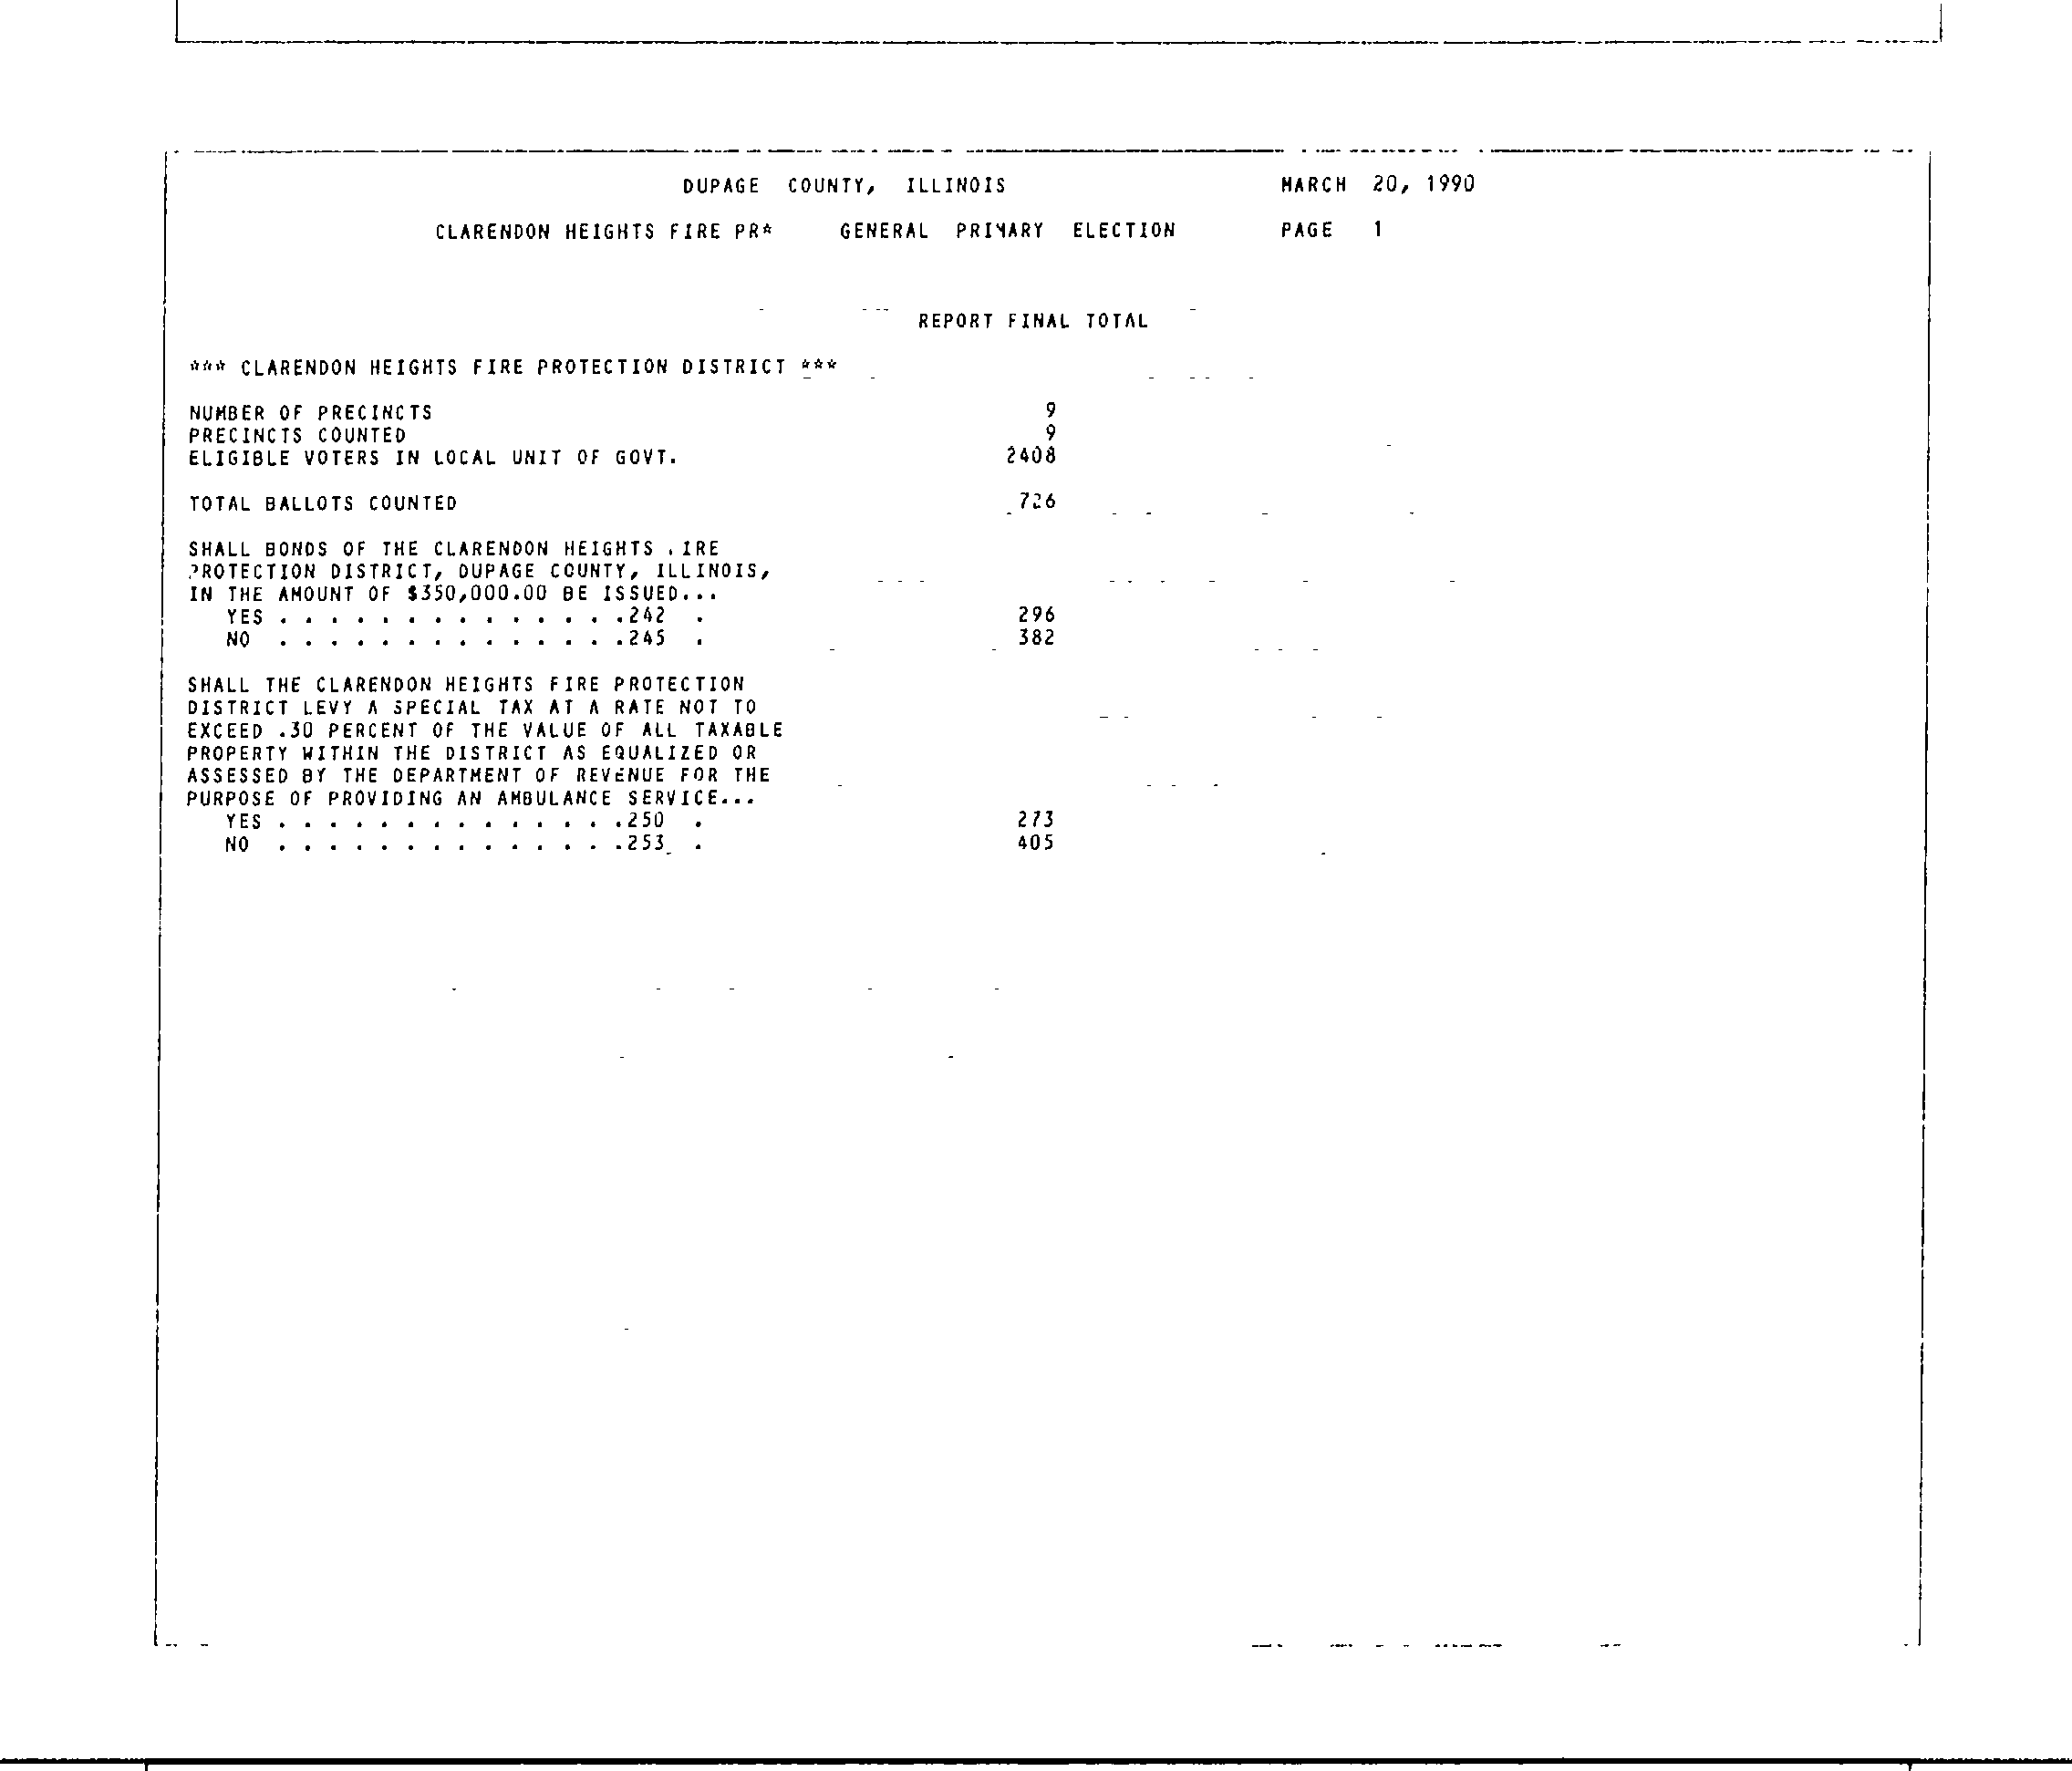 DUPAGE COUNTY, ILLINOIS MARCH 20, 1990
CLARENDON HEIGHTS FIRE PR* GENERAL PRIMARY ELECTION PAGE 1
REPORT FINAL TOTAL
*** CLARENDON HEIGHTS FIRE PROTECTION DISTRICT ***
NUMBER OF PRECINCTS 9
PRECINCTS COUNTED 9
ELIGIBLE VOTERS IN LOCAL UNIT OF GOVT. 2408
TOTAL BALLOTS COUNTED 726
SHALL BONDS OF THE CLARENDON HEIGHTS .IRE
PROTECTION DISTRICT, DUPAGE COUNTY, ILLINOIS,
IN THE AMOUNT OF $350,000.00 BE ISSUED...
YES . . . . . . . . . . . . . .242 . 296
NO . . . . . . . . . . . . . .245 . 382
SHALL THE CLARENDON HEIGHTS FIRE PROTECTION
DISTRICT LEVY A SPECIAL TAX AT A RATE NOT TO
EXCEED .30 PERCENT OF THE VALUE OF ALL TAXABLE
PROPERTY WITHIN THE DISTRICT AS EQUALIZED OR
ASSESSED BY THE DEPARTMENT OF REVENUE FOR THE
PURPOSE OF PROVIDING AN AMBULANCE SERVICE...
YES . . . . . . . . . . . . . .250 . 273
NO . . . . . . . . . . . . . .253 . 405